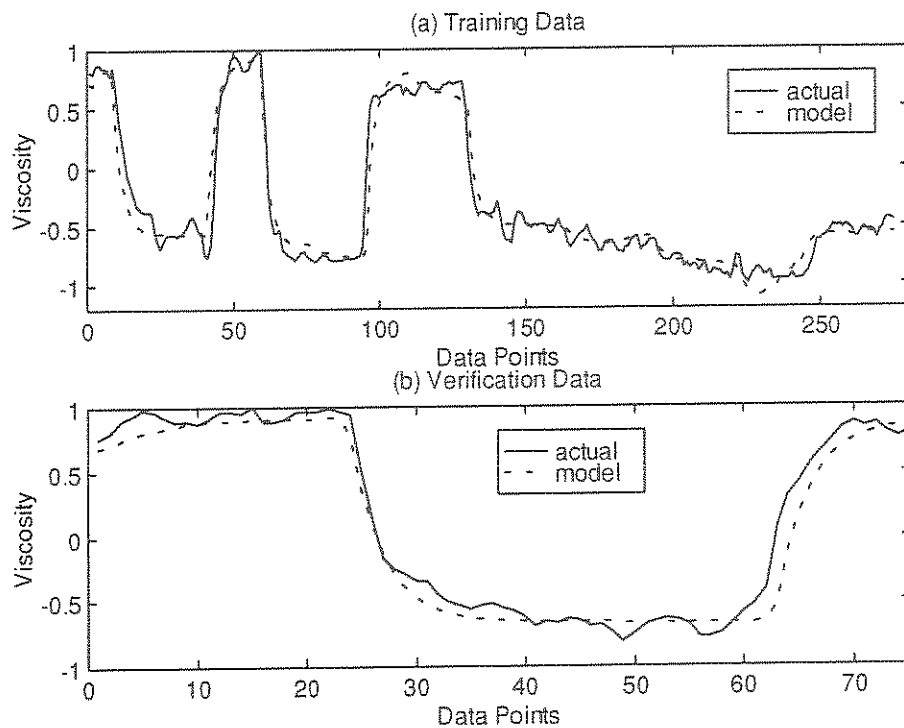 (a) Training Data
1
0.5
0
-0.5
-1
Viscosity
actual
model
0 50 100 150 200 250
Data Points
(b) Verification Data
1
0.5
0
-0.5
-1
Viscosity
actual
model
0 10 20 30 40 50 60 70
Data Points